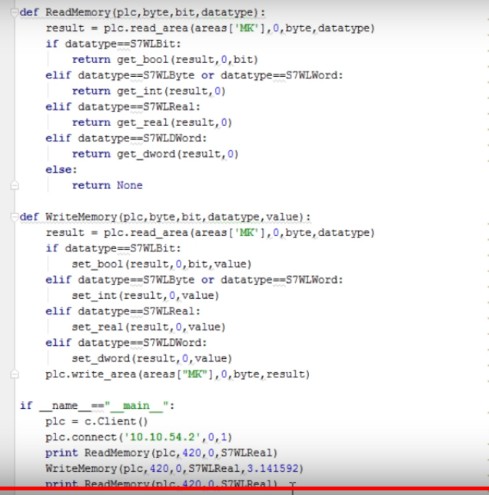 def ReadMemory(plc,byte,bit,datatype):
    result = plc.read_area(areas['MK'],0,byte,datatype)
    if datatype==S7WLBit:
        return get_bool(result,0,bit)
    elif datatype==S7WLByte or datatype==S7WLWord:
        return get_int(result,0)
    elif datatype==S7WLReal:
        return get_real(result,0)
    elif datatype==S7WLDWord:
        return get_dword(result,0)
    else:
        return None

def WriteMemory(plc,byte,bit,datatype,value):
    result = plc.read_area(areas['MK'],0,byte,datatype)
    if datatype==S7WLBit:
        set_bool(result,0,bit,value)
    elif datatype==S7WLByte or datatype==S7WLWord:
        set_int(result,0,value)
    elif datatype==S7WLReal:
        set_real(result,0,value)
    elif datatype==S7WLDWord:
        set_dword(result,0,value)
    plc.write_area(areas["MK"],0,byte,result)

if __name__=="__main__":
    plc = c.Client()
    plc.connect('10.10.54.2',0,1)
    print ReadMemory(plc,420,0,S7WLReal)
    WriteMemory(plc,420,0,S7WLReal,3.141592)
    print ReadMemory(plc,420,0,S7WLReal)